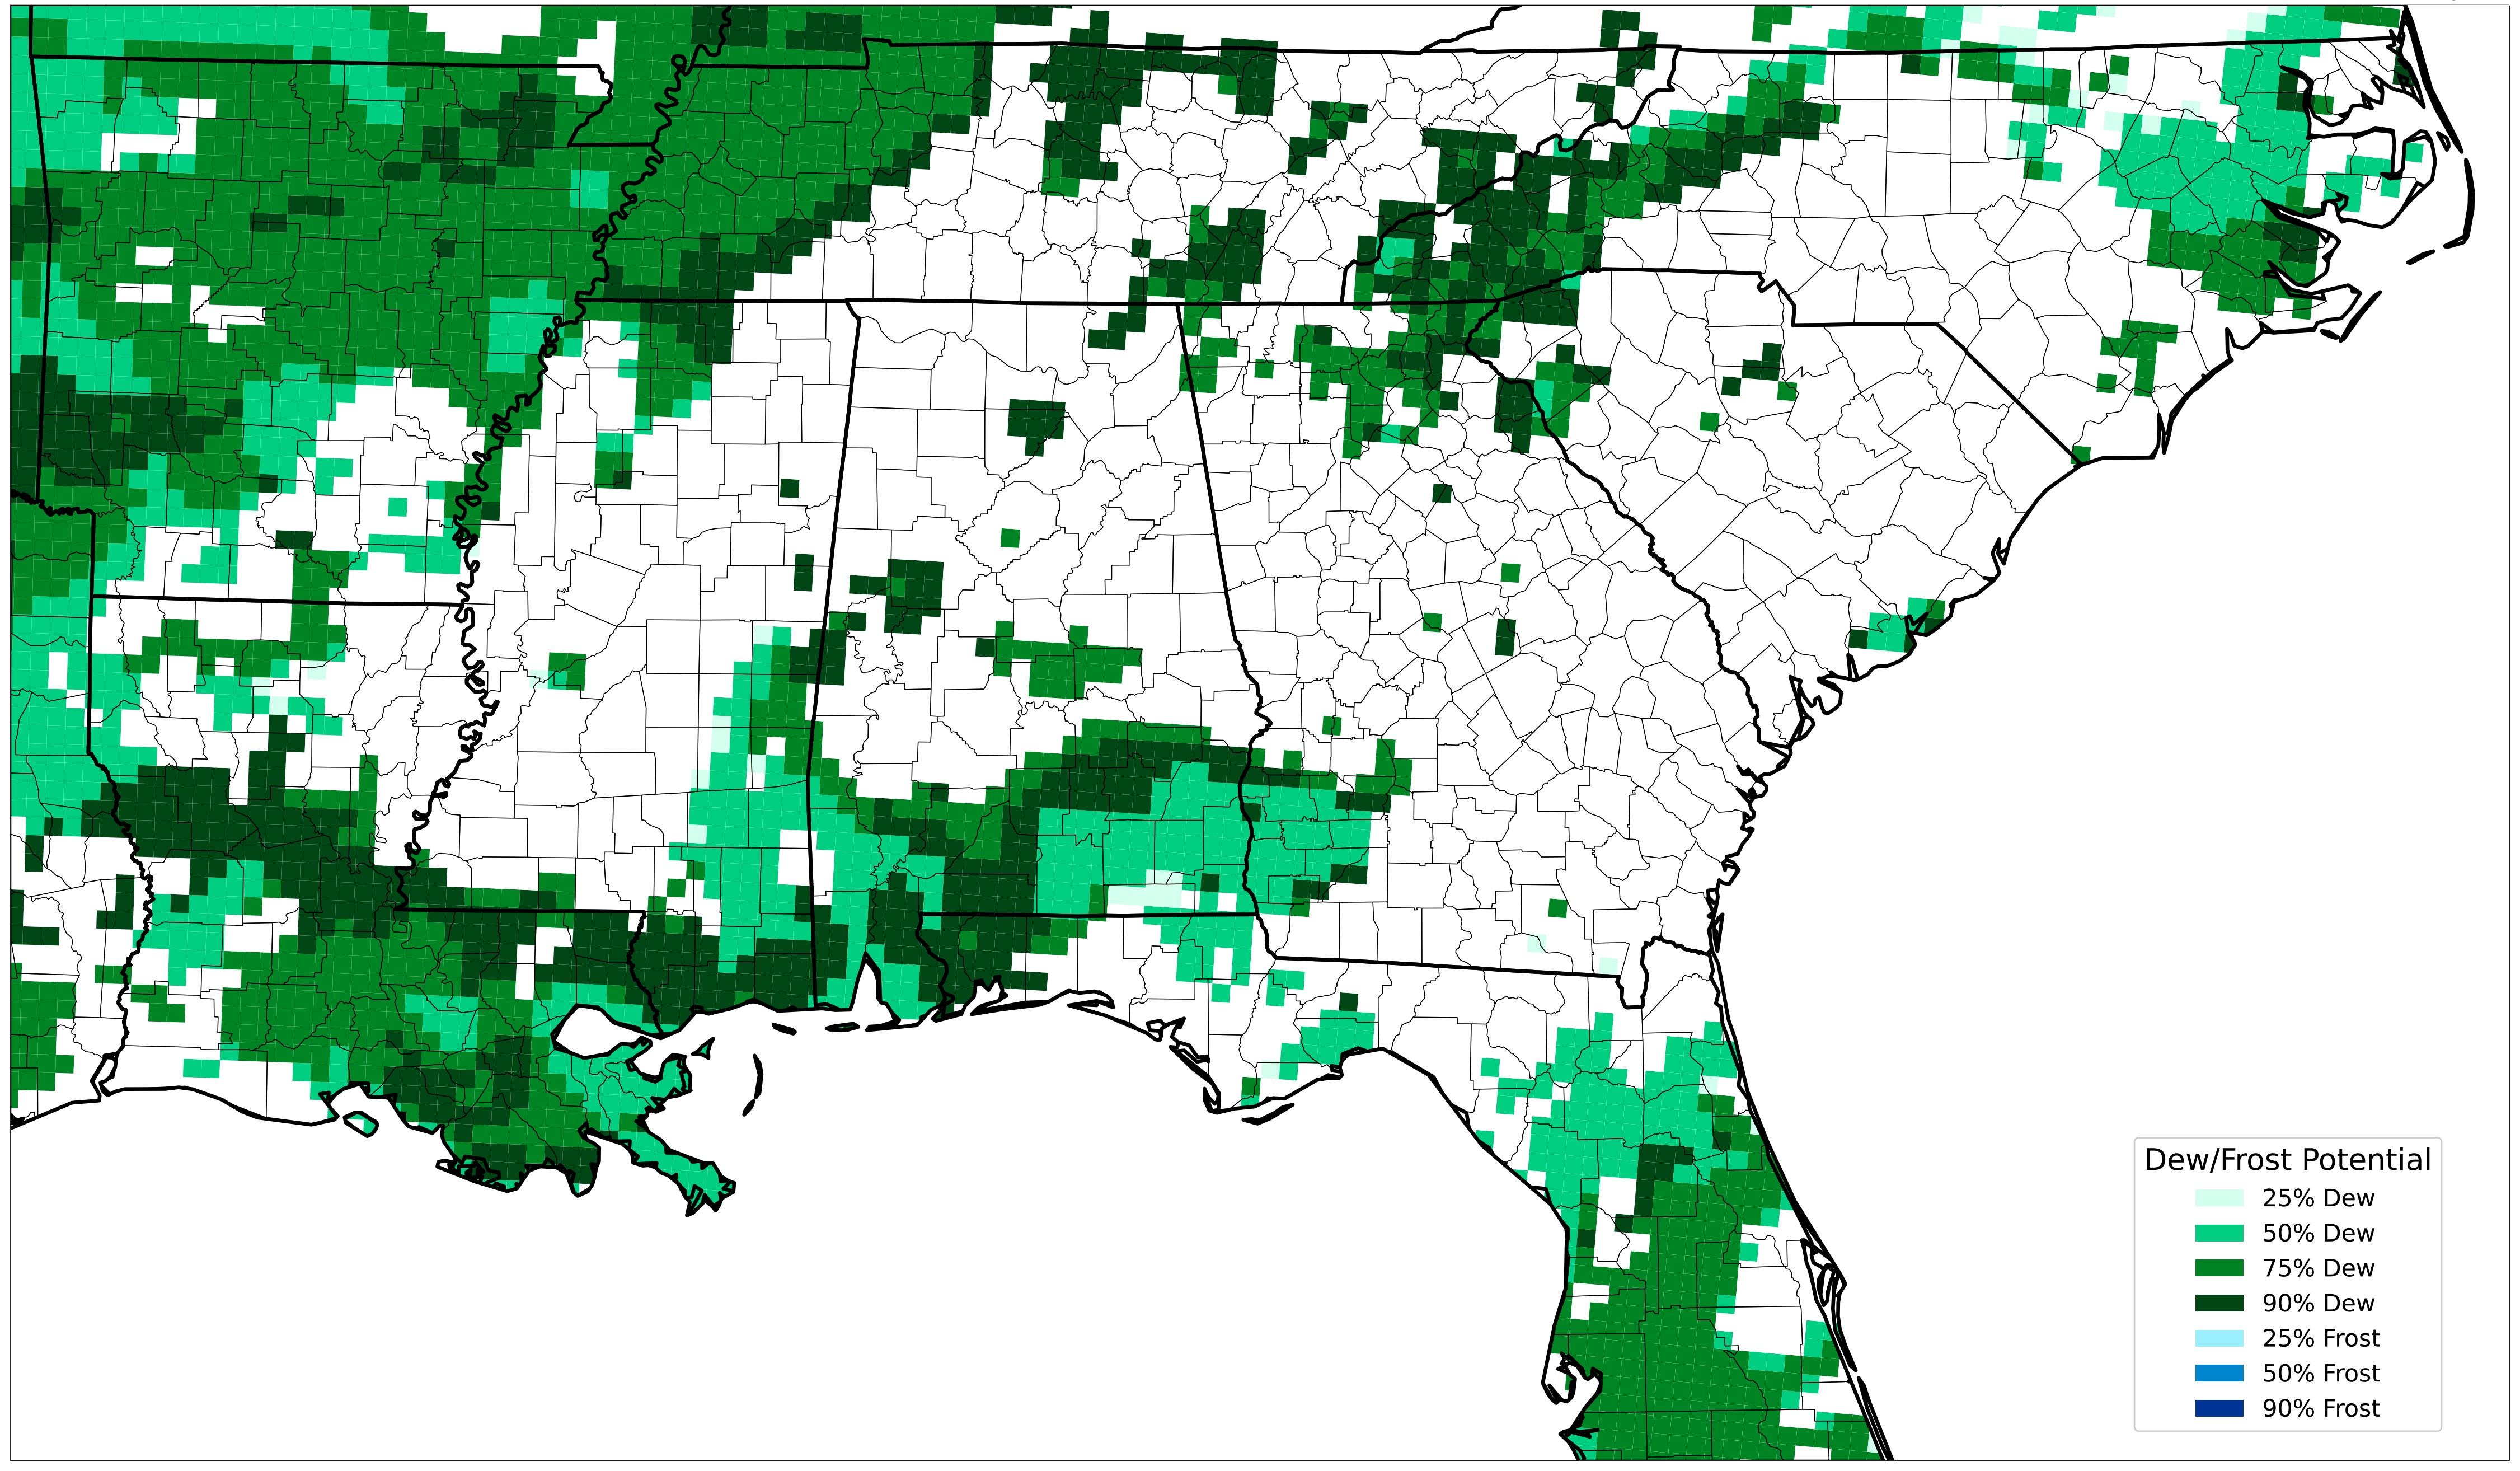 Dew/Frost Potential
25% Dew
50% Dew
75% Dew
90% Dew
25% Frost
50% Frost
90% Frost